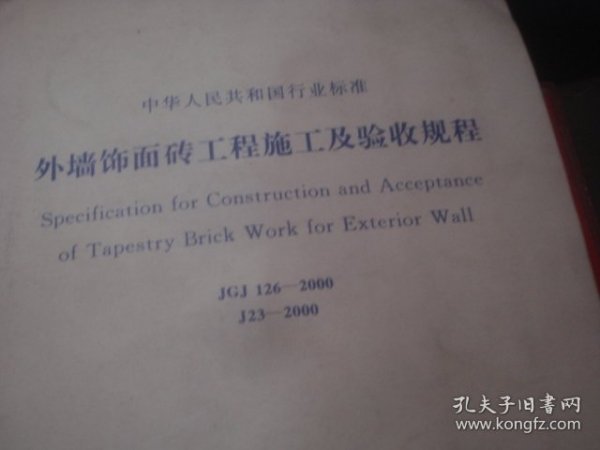 中华人民共和国行业标准
外墙饰面砖工程施工及验收规程
Specification for Construction and Acceptance
of Tapestry Brick Work for Exterior Wall
JGJ 126—2000
J23—2000
孔夫子旧书网
www.kongfz.com